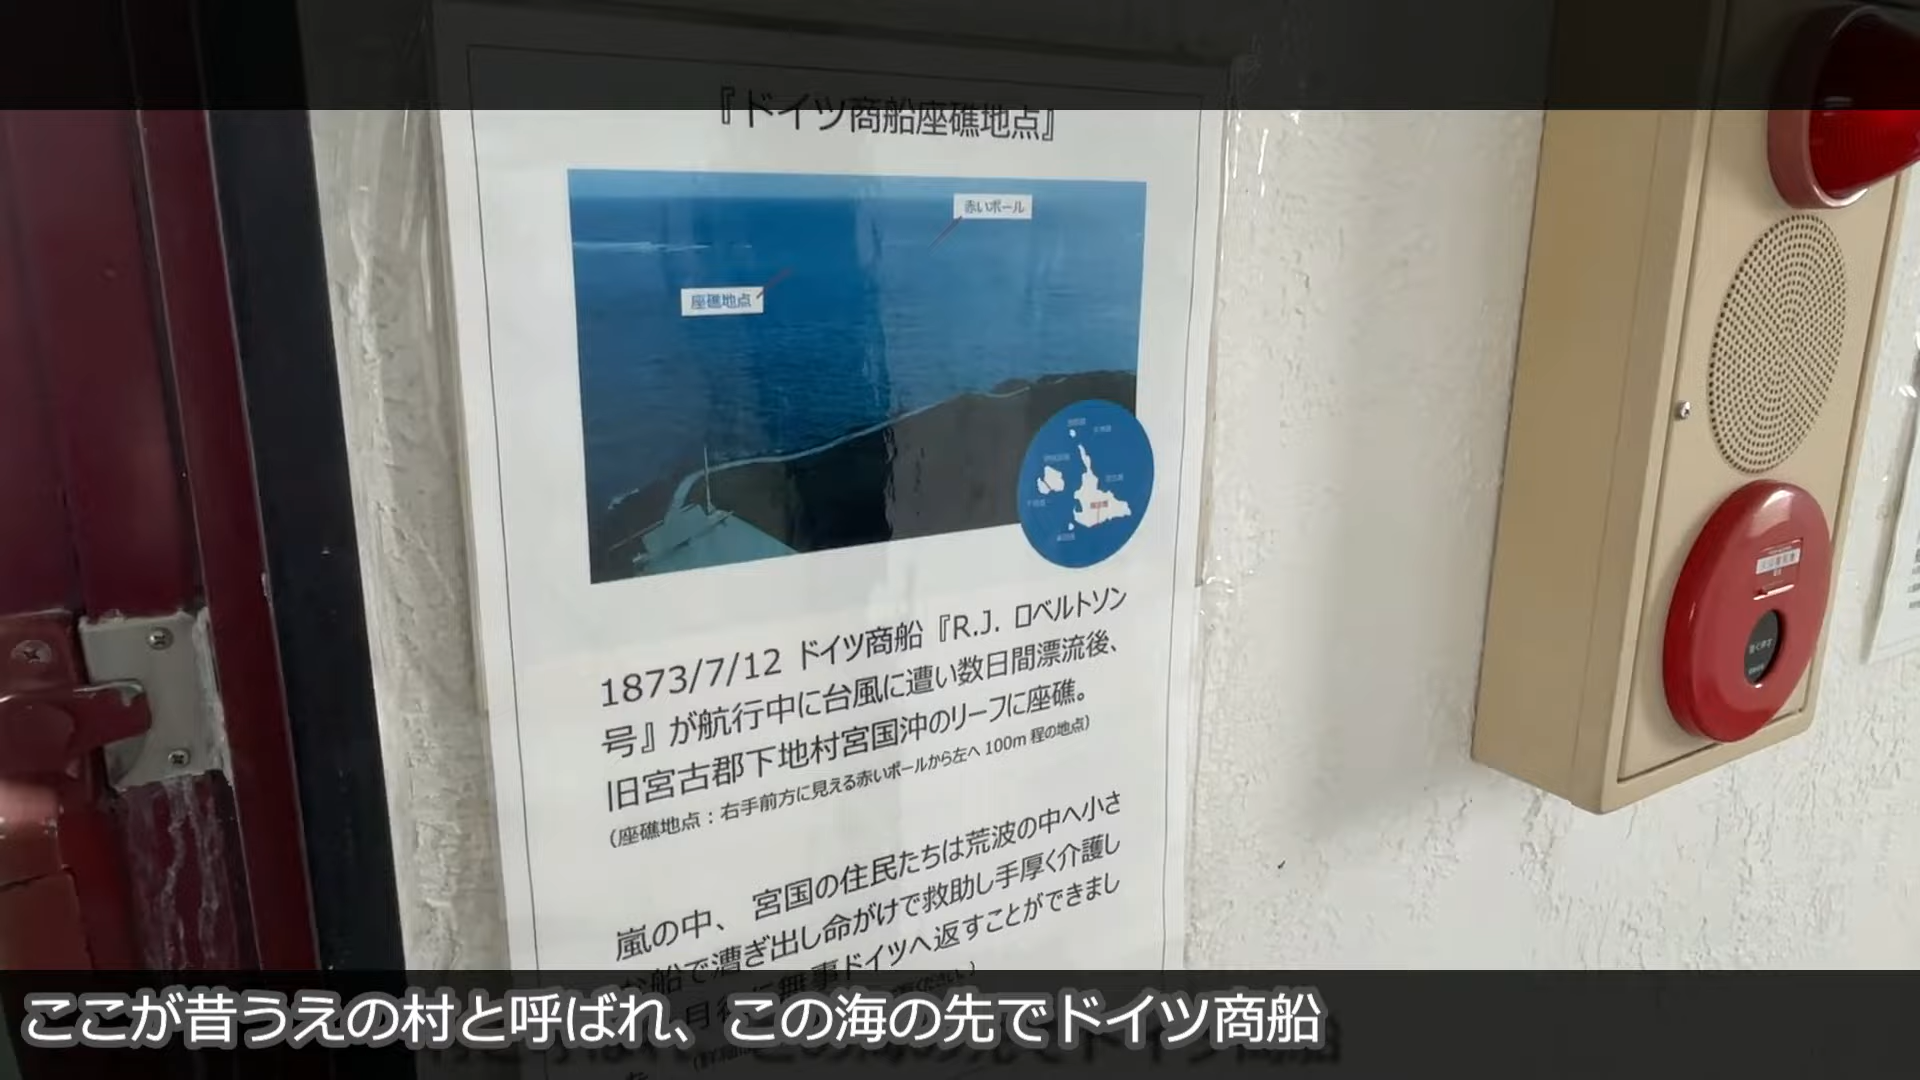 『ドイツ商船座礁地点』
赤いポール
座礁地点
1873/7/12 ドイツ商船『R.J. ロベルトソン
号』が航行中に台風に遭い数日間漂流後、
旧宮古郡下地村宮国沖のリーフに座礁。
（座礁地点：右手前方に見える赤いポールから左へ 100m 程の地点）
嵐の中、 宮国の住民たちは荒波の中へ小さ
な船で漕ぎ出し命がけで救助し手厚く介護し
無事ドイツへ返すことができまし
た
ここが昔うえの村と呼ばれ、この海の先でドイツ商船